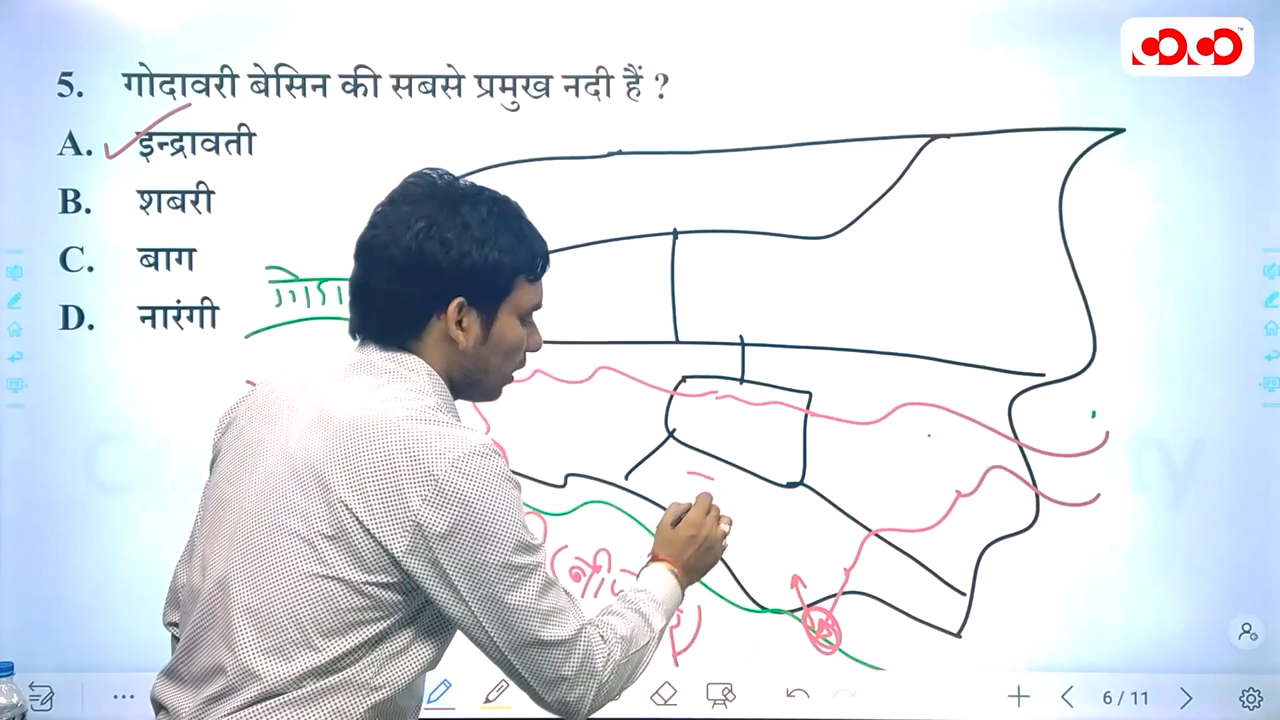 5. गोदावरी बेसिन की सबसे प्रमुख नदी हैं ?
A. इन्द्रावती
B. शबरी
C. बाग
D. नारंगी
6 / 11